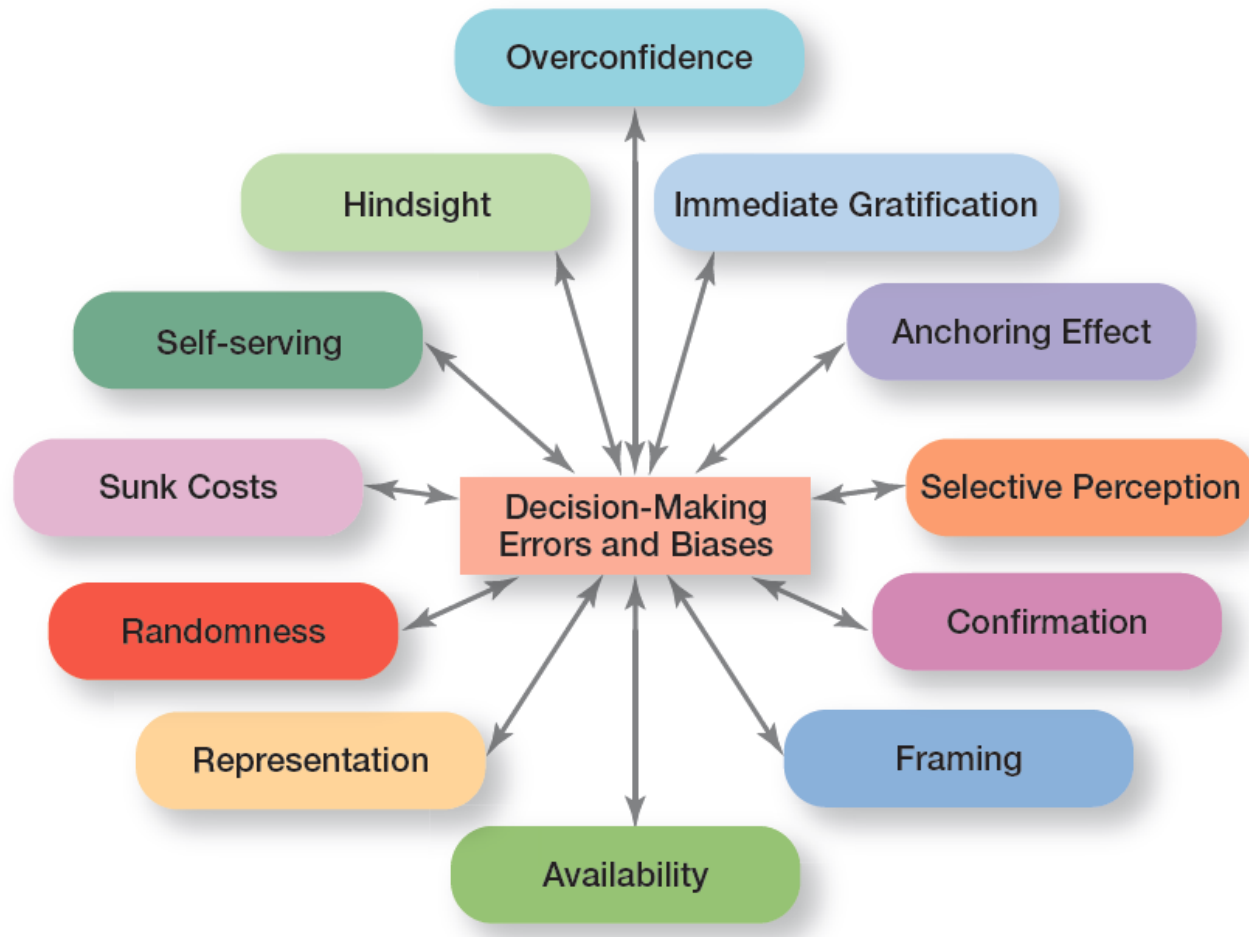 Overconfidence
Hindsight
Immediate Gratification
Self-serving
Anchoring Effect
Sunk Costs
Selective Perception
Decision-Making
Errors and Biases
Randomness
Confirmation
Representation
Framing
Availability